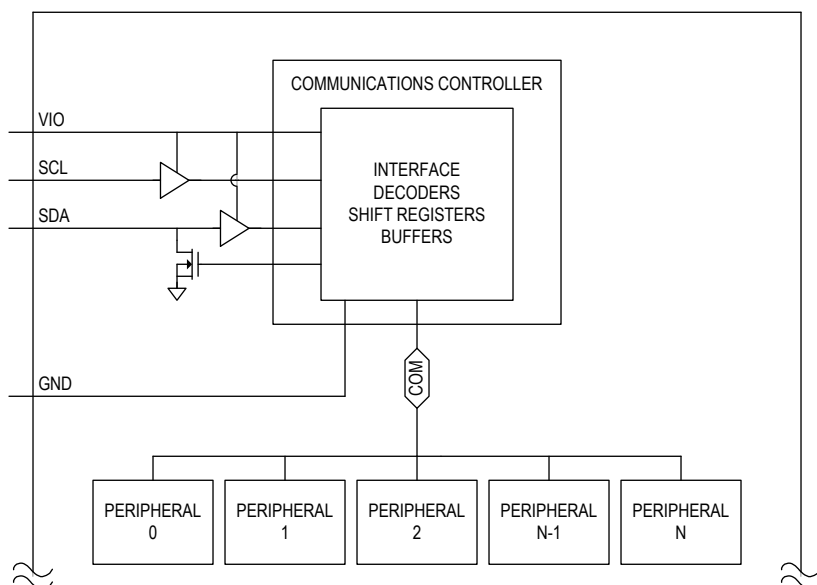 COMMUNICATIONS CONTROLLER
VIO
SCL
SDA
INTERFACE
DECODERS
SHIFT REGISTERS
BUFFERS
GND
COM
PERIPHERAL
0
PERIPHERAL
1
PERIPHERAL
2
PERIPHERAL
N-1
PERIPHERAL
N